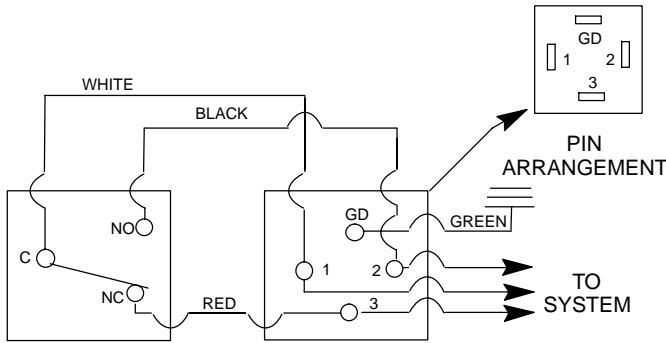 GD
1 2
3
PIN
ARRANGEMENT
WHITE
BLACK
NO
C
NC
RED
GD
GREEN
1
2
3
TO
SYSTEM